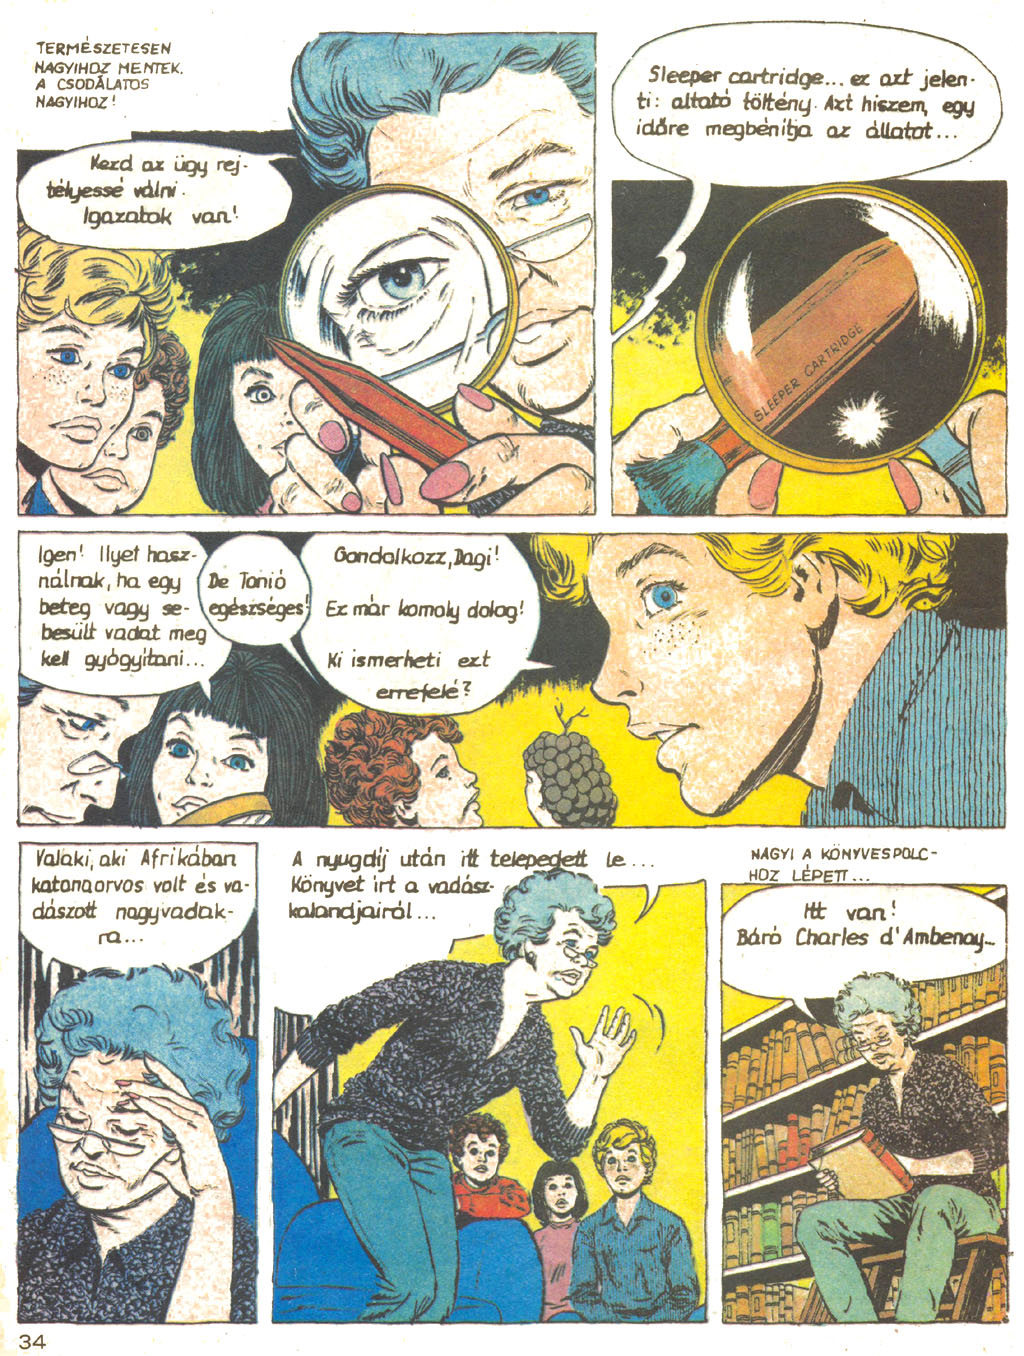 TERMÉSZETESEN
NAGYIHOZ MENTEK.
A CSODÁLATOS
NAGYIHOZ!
Kezd az ügy rej-
télyessé válni.
Igazatok van!
Sleeper cartridge... ez azt jelen-
ti: altató töltény. Azt hiszem, egy
időre megbénítja az állatot...
SLEEPER CARTRIDGE
Igen! Ilyet hasz-
nálnak, ha egy
beteg vagy se-
besült vadat meg
kell gyógyítani...
De Tonió
egészséges!
Gondolkozz, Dagi!
Ez már komoly dolog!
Ki ismerheti ezt
errefelé?
Valaki, aki Afrikában
katonaorvos volt és va-
dászott nagyvadak-
ra...
A nyugdíj után itt telepedett le...
Könyvet írt a vadász-
kalandjairól...
NAGYI A KÖNYVESPOLC-
HOZ LÉPETT...
Itt van!
Báró Charles d'Ambenay...
34